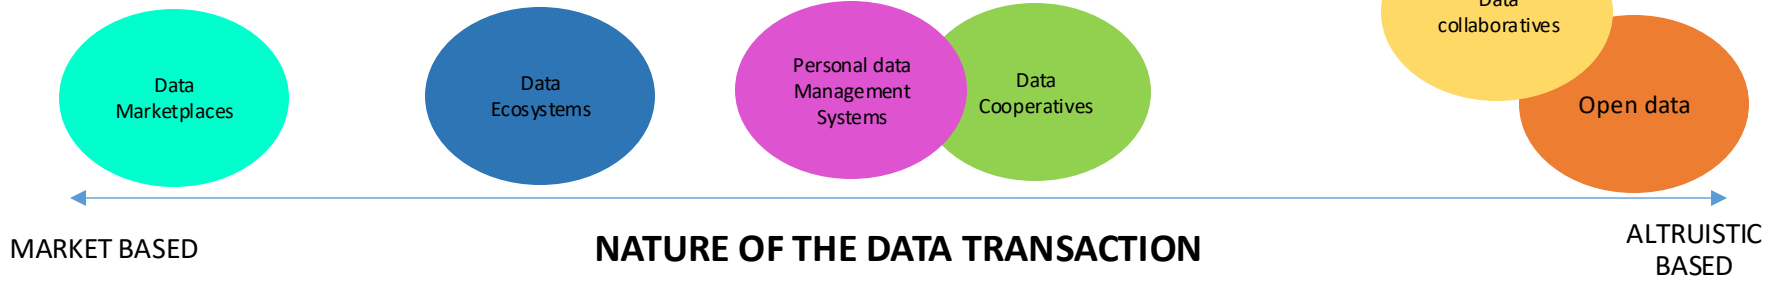 Data
Marketplaces
Data
Ecosystems
Personal data
Management
Systems
Data
Cooperatives
Data
collaboratives
Open data
MARKET BASED
NATURE OF THE DATA TRANSACTION
ALTRUISTIC
BASED